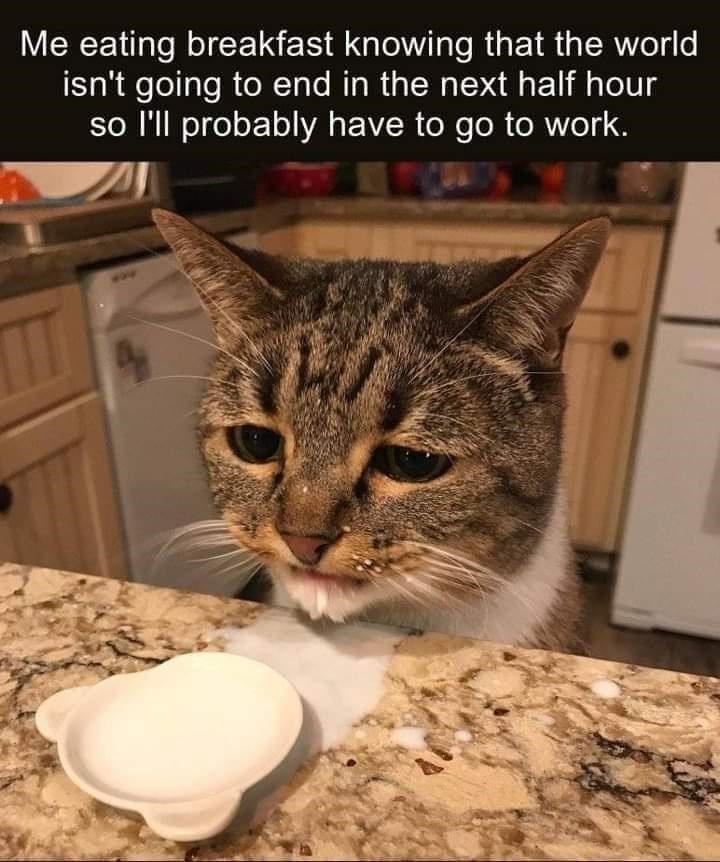 Me eating breakfast knowing that the world
isn't going to end in the next half hour
so I'll probably have to go to work.